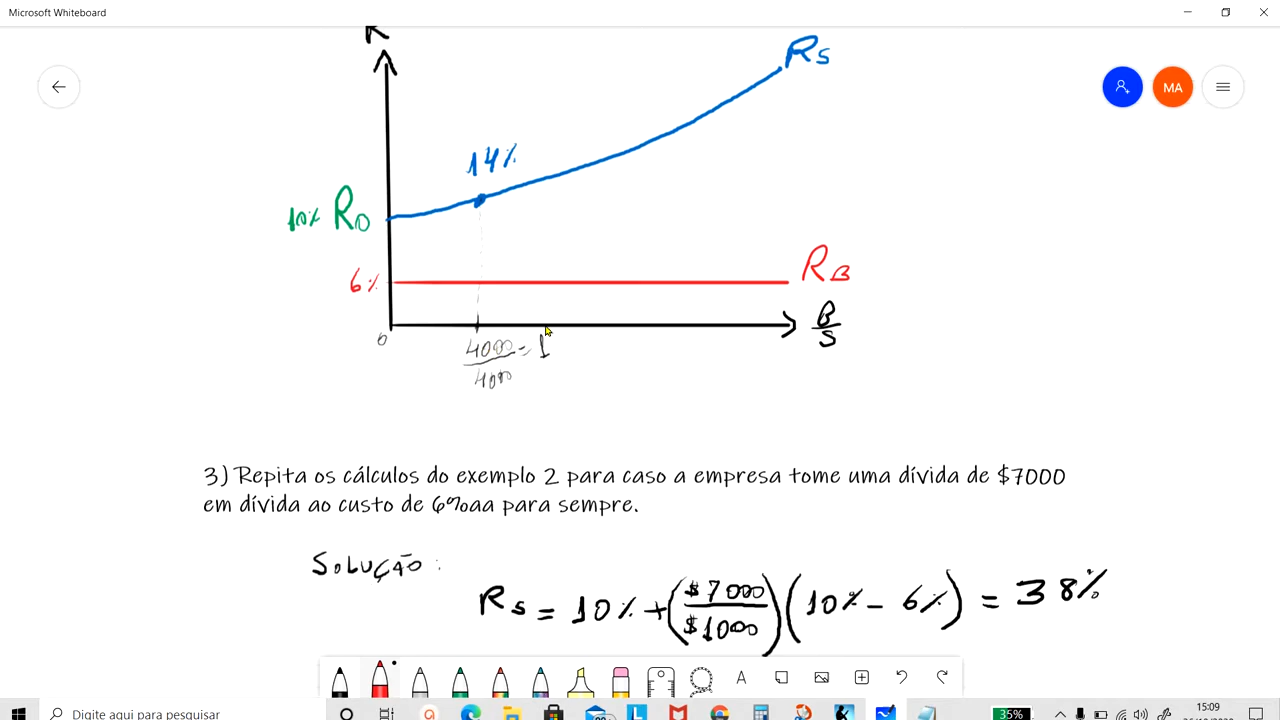 Microsoft Whiteboard
MA
R
RS
14%
10% R0
6%
RB
B
S
0
4000 = 1
4000
3) Repita os cálculos do exemplo 2 para caso a empresa tome uma dívida de $7000
em dívida ao custo de 6%aa para sempre.
SOLUÇÃO:
RS = 10% + ($7000/$1000) (10% - 6%) = 38%
A
Digite aqui para pesquisar
35%
15:09